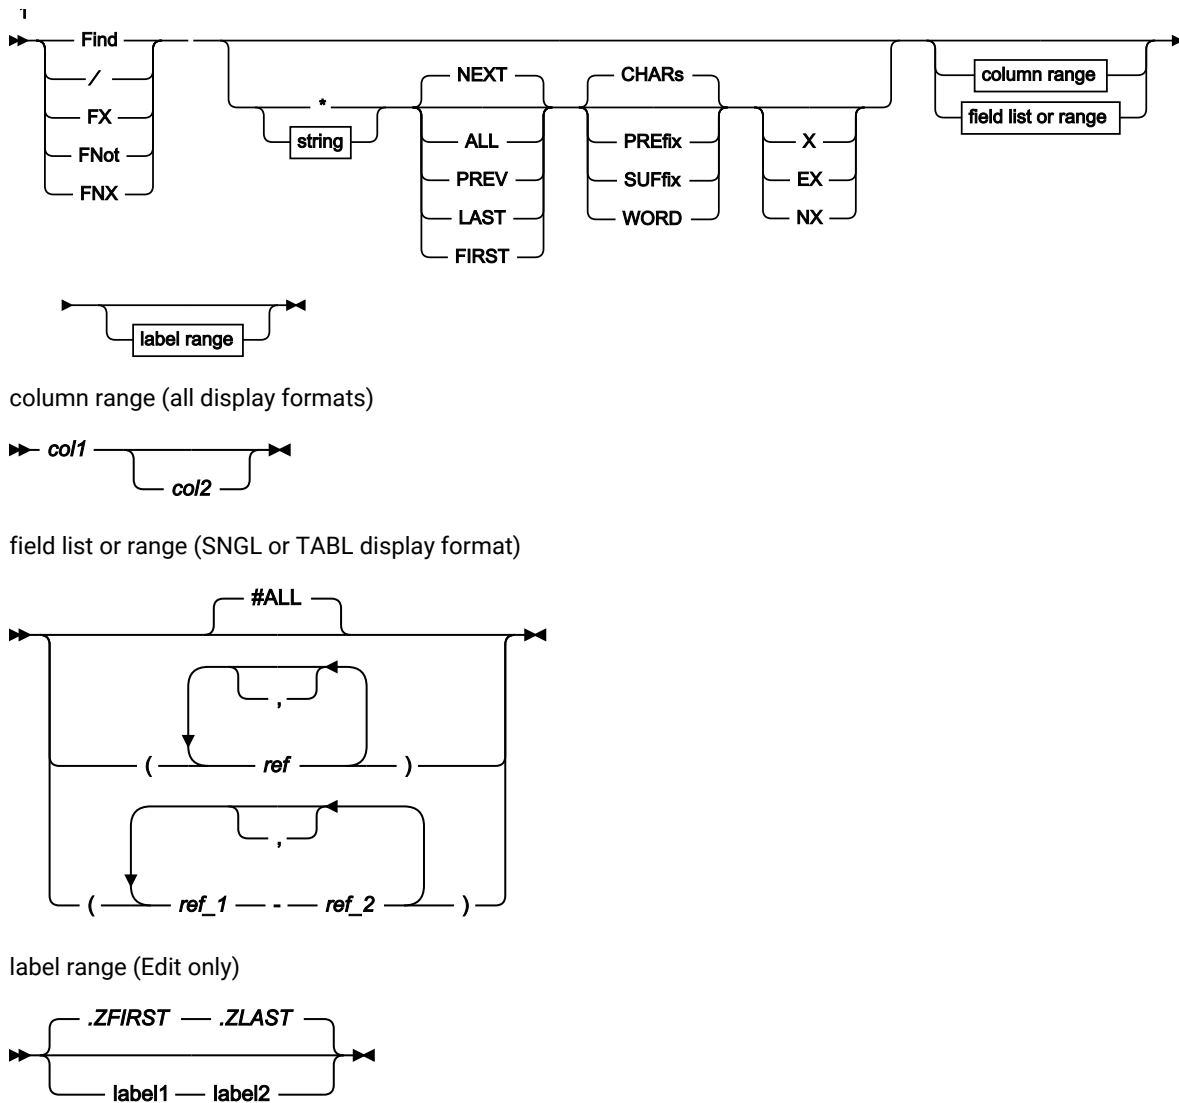 Find
/
FX
FNot
FNX
*
string
NEXT
ALL
PREV
LAST
FIRST
CHARs
PREfix
SUFfix
WORD
X
EX
NX
column range
field list or range
label range
column range (all display formats)
col1
col2
field list or range (SNGL or TABL display format)
#ALL
,
( ref )
,
( ref_1 - ref_2 )
label range (Edit only)
.ZFIRST .ZLAST
label1 label2